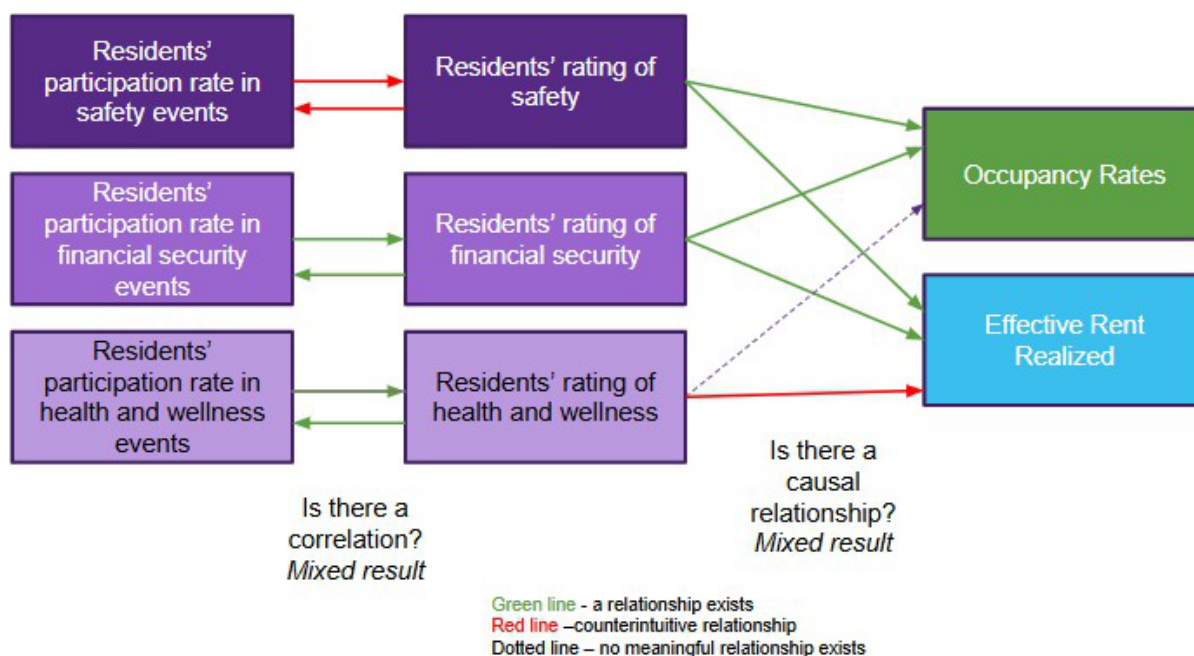 Residents'
participation rate in
safety events
Residents' rating of
safety
Occupancy Rates
Residents'
participation rate in
financial security
events
Residents' rating of
financial security
Effective Rent
Realized
Residents'
participation rate in
health and wellness
events
Residents' rating of
health and wellness
Is there a
correlation?
Mixed result
Is there a
causal
relationship?
Mixed result
Green line - a relationship exists
Red line –counterintuitive relationship
Dotted line – no meaningful relationship exists